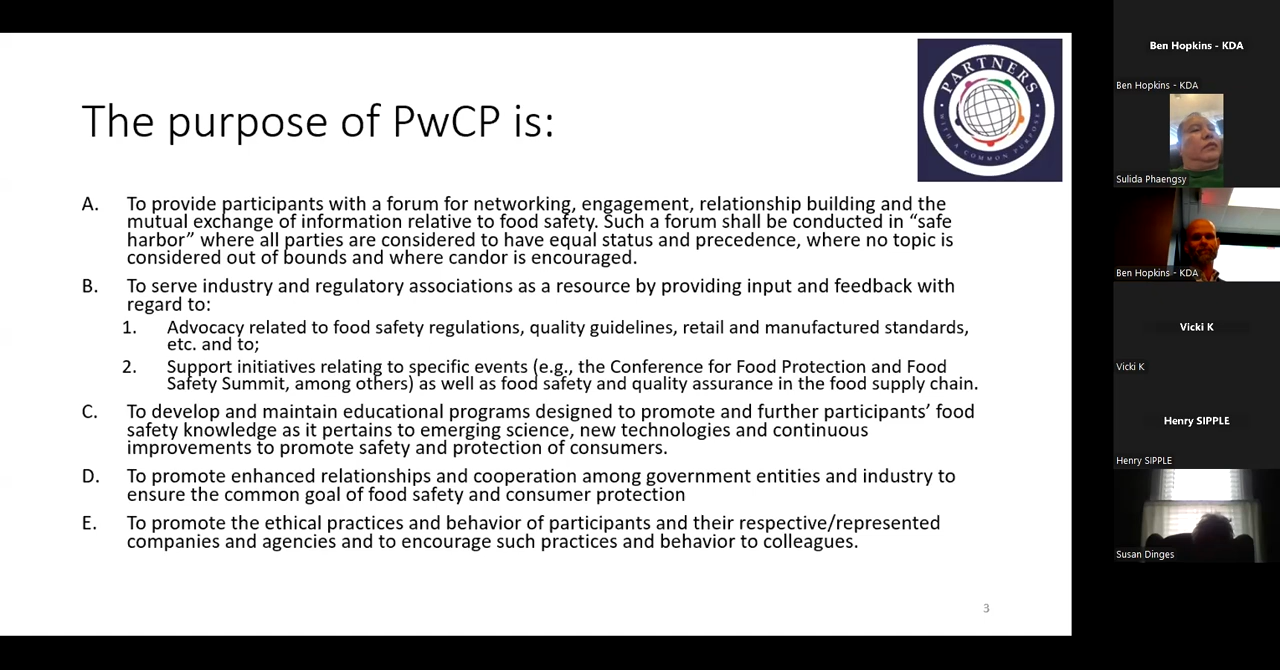 The purpose of PwCP is:
PARTNERS
WITH A COMMON PURPOSE
A. To provide participants with a forum for networking, engagement, relationship building and the
mutual exchange of information relative to food safety. Such a forum shall be conducted in “safe
harbor” where all parties are considered to have equal status and precedence, where no topic is
considered out of bounds and where candor is encouraged.
B. To serve industry and regulatory associations as a resource by providing input and feedback with
regard to:
1. Advocacy related to food safety regulations, quality guidelines, retail and manufactured standards,
etc. and to;
2. Support initiatives relating to specific events (e.g., the Conference for Food Protection and Food
Safety Summit, among others) as well as food safety and quality assurance in the food supply chain.
C. To develop and maintain educational programs designed to promote and further participants’ food
safety knowledge as it pertains to emerging science, new technologies and continuous
improvements to promote safety and protection of consumers.
D. To promote enhanced relationships and cooperation among government entities and industry to
ensure the common goal of food safety and consumer protection
E. To promote the ethical practices and behavior of participants and their respective/represented
companies and agencies and to encourage such practices and behavior to colleagues.
3
Ben Hopkins - KDA
Ben Hopkins - KDA
Sulida Phaengsy
Ben Hopkins - KDA
Vicki K
Vicki K
Henry SIPPLE
Henry SIPPLE
Susan Dinges